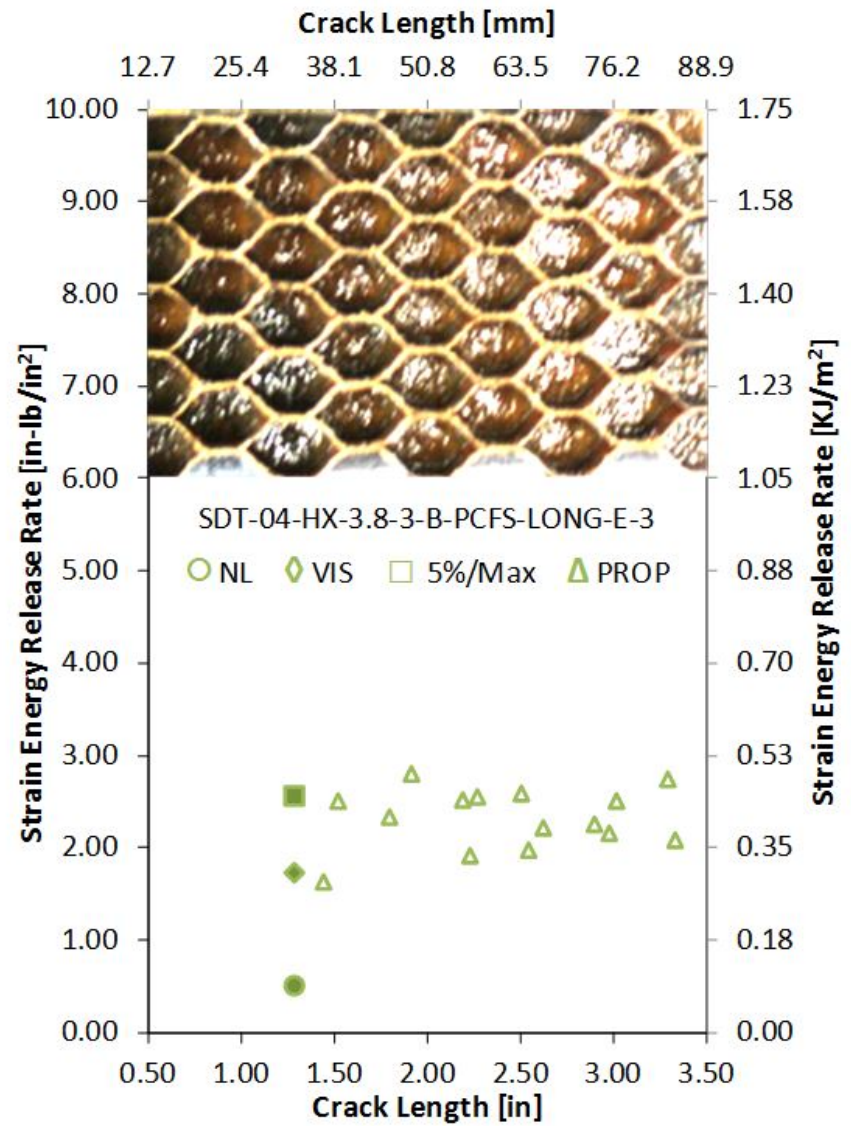 Crack Length [mm]
12.7 25.4 38.1 50.8 63.5 76.2 88.9
10.00 1.75
9.00 1.58
8.00 1.40
7.00 1.23
6.00 1.05
SDT-04-HX-3.8-3-B-PCFS-LONG-E-3
NL VIS 5%/Max PROP
5.00 0.88
4.00 0.70
3.00 0.53
2.00 0.35
1.00 0.18
0.00 0.00
0.50 1.00 1.50 2.00 2.50 3.00 3.50
Crack Length [in]
Strain Energy Release Rate [in-lb/in²]
Strain Energy Release Rate [KJ/m²]